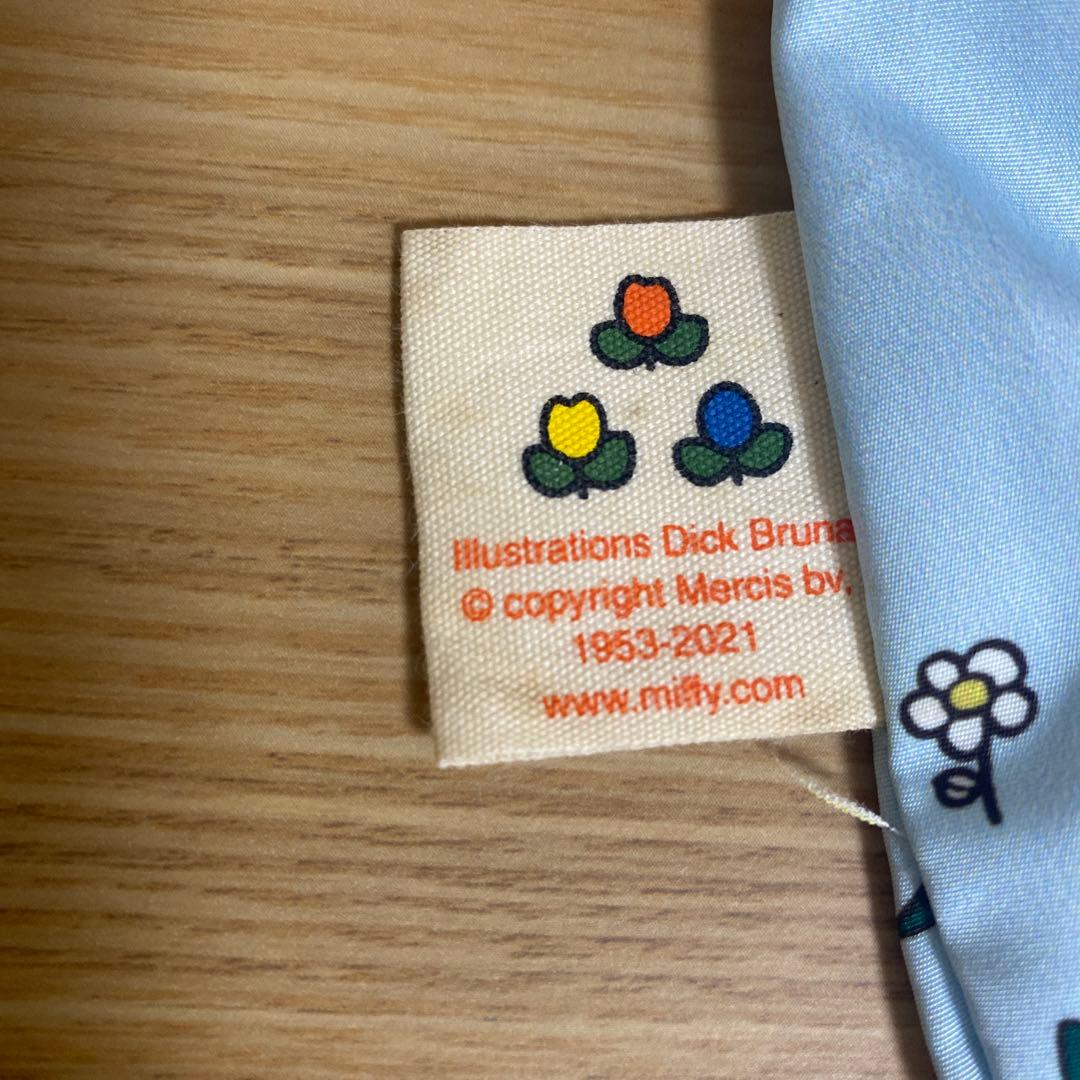 Illustrations Dick Bruna
© copyright Mercis bv,
1953-2021
www.miffy.com